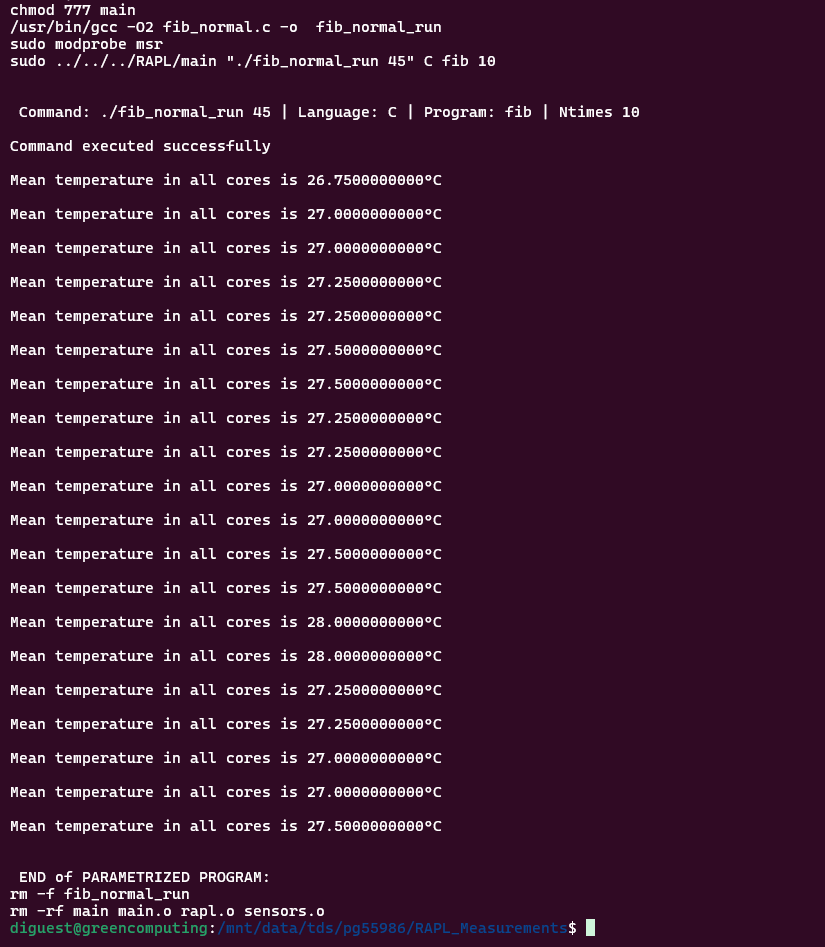 chmod 777 main
/usr/bin/gcc -O2 fib_normal.c -o  fib_normal_run
sudo modprobe msr
sudo ../../../RAPL/main "./fib_normal_run 45" C fib 10
Command: ./fib_normal_run 45 | Language: C | Program: fib | Ntimes 10
Command executed successfully
Mean temperature in all cores is 26.7500000000°C
Mean temperature in all cores is 27.0000000000°C
Mean temperature in all cores is 27.0000000000°C
Mean temperature in all cores is 27.2500000000°C
Mean temperature in all cores is 27.2500000000°C
Mean temperature in all cores is 27.5000000000°C
Mean temperature in all cores is 27.5000000000°C
Mean temperature in all cores is 27.2500000000°C
Mean temperature in all cores is 27.2500000000°C
Mean temperature in all cores is 27.0000000000°C
Mean temperature in all cores is 27.0000000000°C
Mean temperature in all cores is 27.5000000000°C
Mean temperature in all cores is 27.5000000000°C
Mean temperature in all cores is 28.0000000000°C
Mean temperature in all cores is 28.0000000000°C
Mean temperature in all cores is 27.2500000000°C
Mean temperature in all cores is 27.2500000000°C
Mean temperature in all cores is 27.0000000000°C
Mean temperature in all cores is 27.0000000000°C
Mean temperature in all cores is 27.5000000000°C
END of PARAMETRIZED PROGRAM:
rm -f fib_normal_run
rm -rf main main.o rapl.o sensors.o
diguest@greencomputing:/mnt/data/tds/pg55986/RAPL_Measurements$